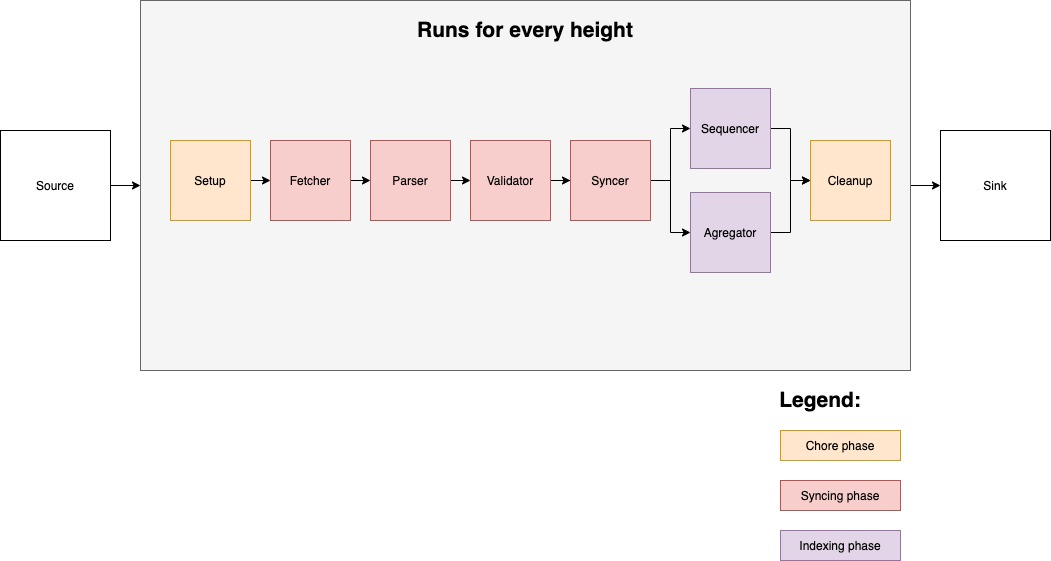 Runs for every height
Source
Setup
Fetcher
Parser
Validator
Syncer
Sequencer
Agregator
Cleanup
Sink
Legend:
Chore phase
Syncing phase
Indexing phase